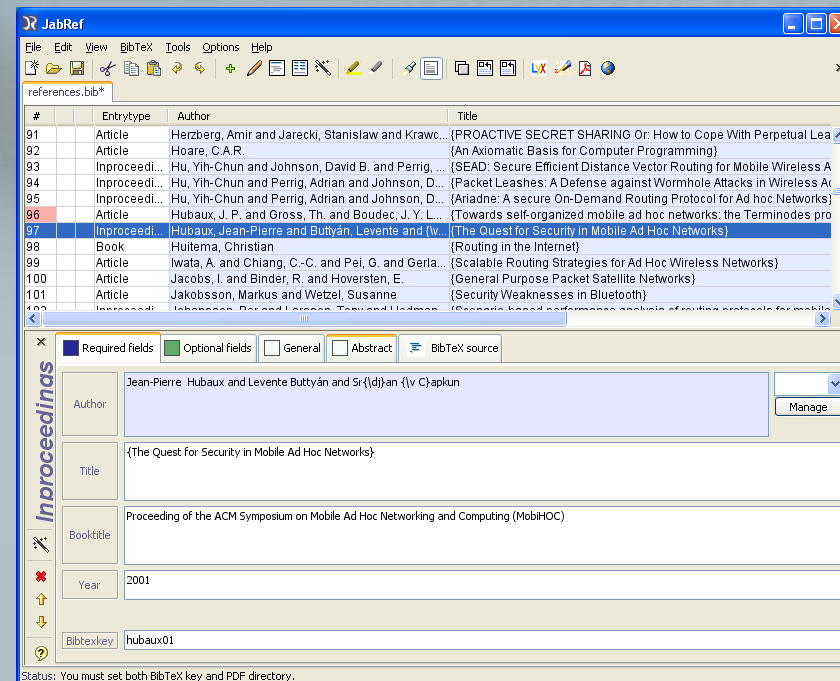 JabRef
File Edit View BibTeX Tools Options Help
references.bib*
# Entrytype Author Title
91 Article Herzberg, Amir and Jarecki, Stanislaw and Krawc... {PROACTIVE SECRET SHARING Or: How to Cope With Perpetual Lea
92 Article Hoare, C.A.R. {An Axiomatic Basis for Computer Programming}
93 Inproceedi... Hu, Yih-Chun and Johnson, David B. and Perrig, ... {SEAD: Secure Efficient Distance Vector Routing for Mobile Wireless A
94 Inproceedi... Hu, Yih-Chun and Perrig, Adrian and Johnson, D... {Packet Leashes: A Defense against Wormhole Attacks in Wireless Ad
95 Inproceedi... Hu, Yih-Chun and Perrig, Adrian and Johnson, D... {Ariadne: A secure On-Demand Routing Protocol for Ad hoc Networks}
96 Article Hubaux, J. P. and Gross, Th. and Boudec, J. Y. L... {Towards self-organized mobile ad hoc networks: the Terminodes pro
97 Inproceedi... Hubaux, Jean-Pierre and Buttyán, Levente and {\v... {The Quest for Security in Mobile Ad Hoc Networks}
98 Book Huitema, Christian {Routing in the Internet}
99 Article Iwata, A. and Chiang, C.-C. and Pei, G. and Gerla... {Scalable Routing Strategies for Ad Hoc Wireless Networks}
100 Article Jacobs, I. and Binder, R. and Hoversten, E. {General Purpose Packet Satellite Networks}
101 Article Jakobsson, Markus and Wetzel, Susanne {Security Weaknesses in Bluetooth}
Required fields Optional fields General Abstract BibTeX source
Inproceedings
Author Jean-Pierre Hubaux and Levente Buttyán and Sr{\dj}an {\v C}apkun
Manage
Title {The Quest for Security in Mobile Ad Hoc Networks}
Booktitle Proceeding of the ACM Symposium on Mobile Ad Hoc Networking and Computing (MobiHOC)
Year 2001
Bibtexkey hubaux01
Status: You must set both BibTeX key and PDF directory.